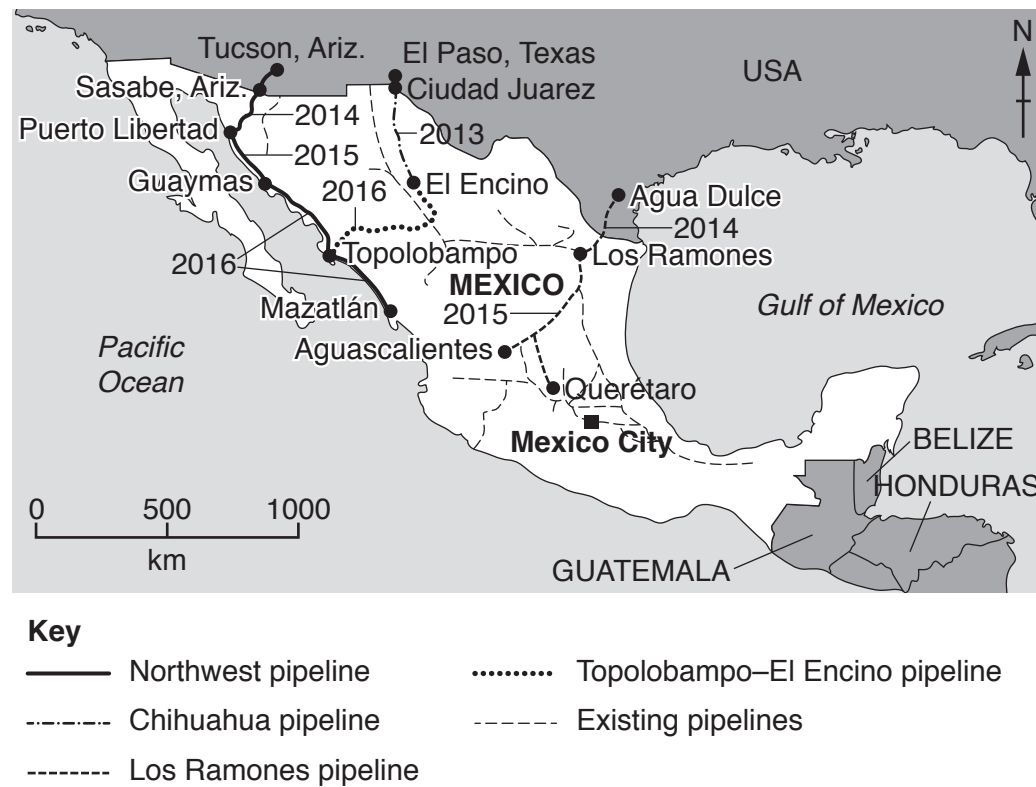 Tucson, Ariz.
El Paso, Texas
USA
N
Sasabe, Ariz.
Ciudad Juarez
2014
2013
Puerto Libertad
2015
Guaymas
2016
El Encino
Agua Dulce
2014
2016
Topolobampo
Los Ramones
MEXICO
Mazatlán
2015
Gulf of Mexico
Pacific
Ocean
Aguascalientes
Querétaro
Mexico City
BELIZE
HONDURAS
0 500 1000
km
GUATEMALA
Key
Northwest pipeline
Topolobampo–El Encino pipeline
Chihuahua pipeline
Existing pipelines
Los Ramones pipeline